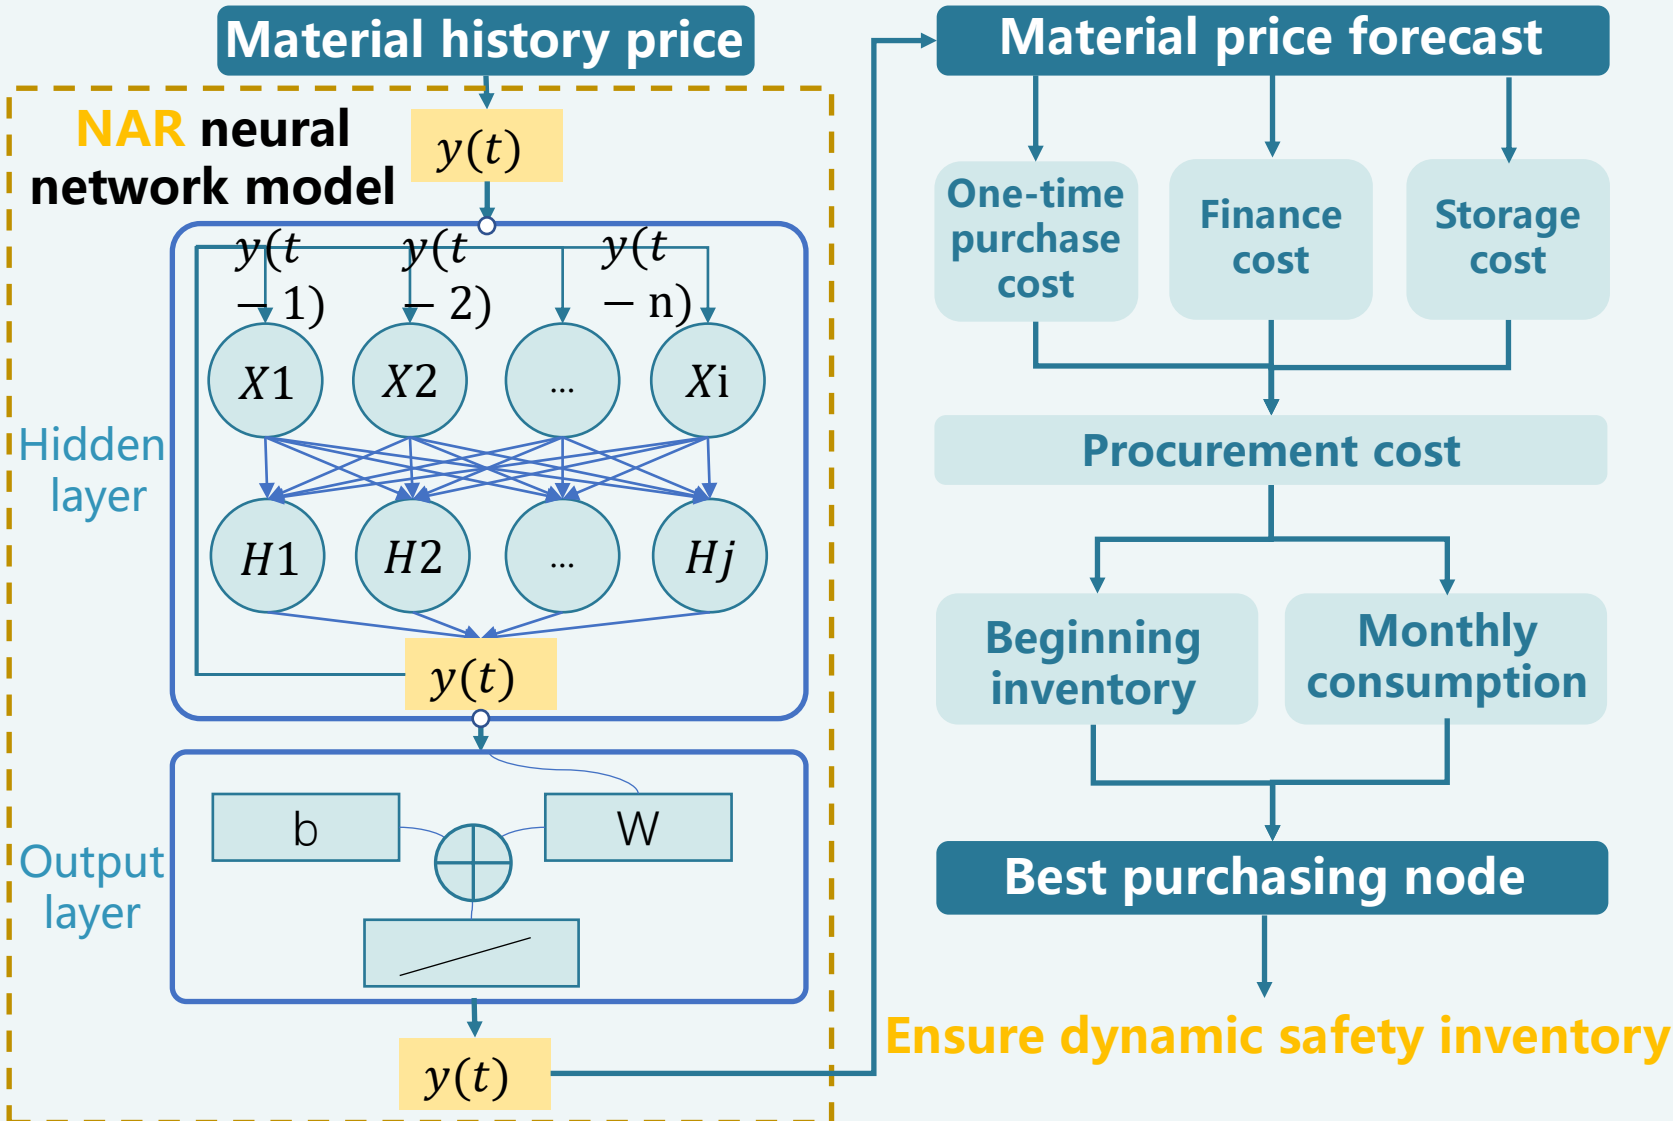 Material history price
NAR neural
network model
y(t)
y(t
− 1)
y(t
− 2)
y(t
− n)
X1
X2
...
Xi
Hidden
layer
H1
H2
...
Hj
y(t)
b
W
Output
layer
y(t)
Material price forecast
One-time
purchase
cost
Finance
cost
Storage
cost
Procurement cost
Beginning
inventory
Monthly
consumption
Best purchasing node
Ensure dynamic safety inventory